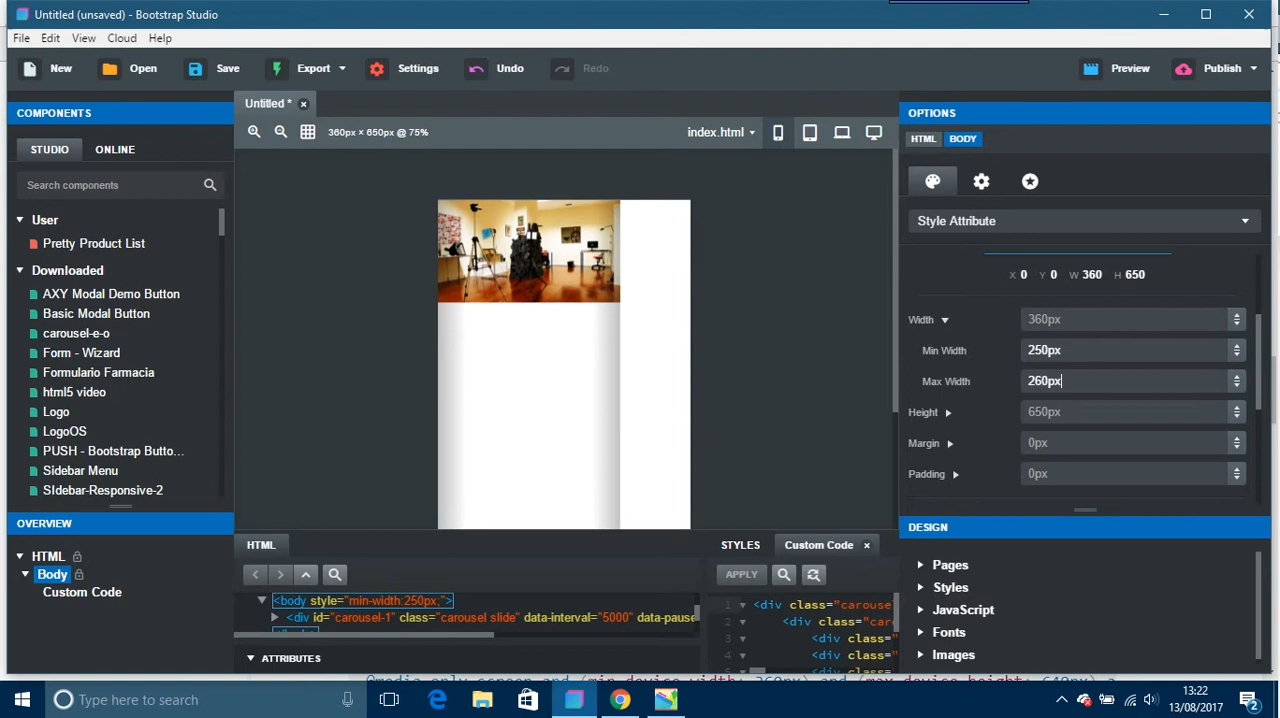 Untitled (unsaved) - Bootstrap Studio
File Edit View Cloud Help
New Open Save Export Settings Undo Redo Preview Publish
COMPONENTS
STUDIO ONLINE
Search components
User
Pretty Product List
Downloaded
AXY Modal Demo Button
Basic Modal Button
carousel-e-o
Form - Wizard
Formulario Farmacia
html5 video
Logo
LogoOS
PUSH - Bootstrap Butto...
Sidebar Menu
SIdebar-Responsive-2
OVERVIEW
HTML
Body
Custom Code
Untitled *
360px × 650px @ 75%
index.html
HTML
<body style="min-width:250px;">
<div id="carousel-1" class="carousel slide" data-interval="5000" data-pause
ATTRIBUTES
STYLES Custom Code
APPLY
1 <div class="carouse
2 <div class="car
3 <div class=
4 <div class=
OPTIONS
HTML BODY
Style Attribute
X 0 Y 0 W 360 H 650
Width 360px
Min Width 250px
Max Width 260px
Height 650px
Margin 0px
Padding 0px
DESIGN
Pages
Styles
JavaScript
Fonts
Images
Type here to search
13:22
13/08/2017
2